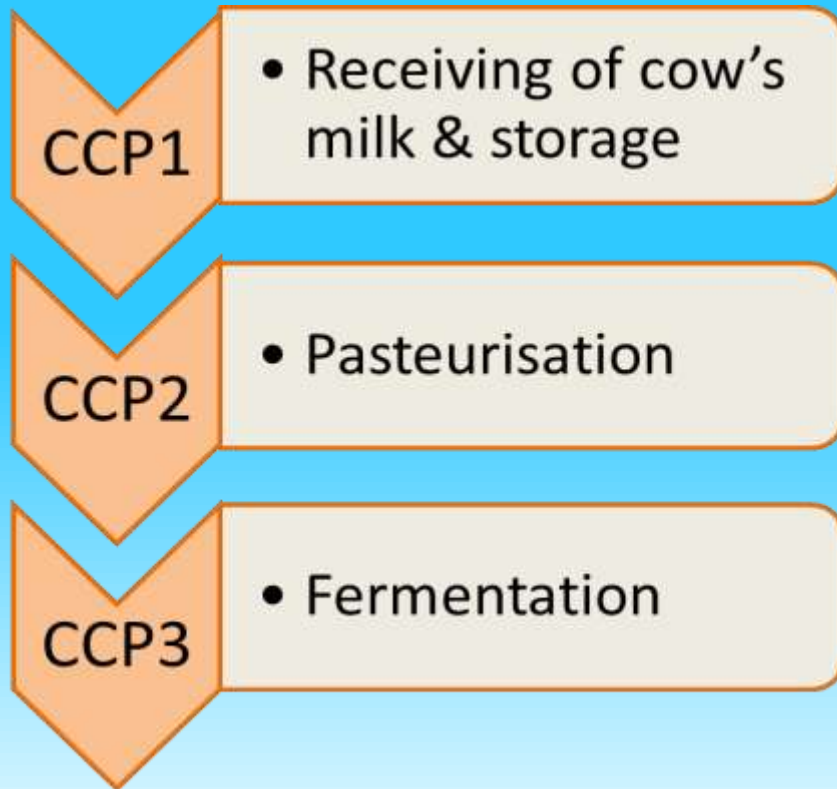 CCP1
• Receiving of cow's
milk & storage
CCP2
• Pasteurisation
CCP3
• Fermentation